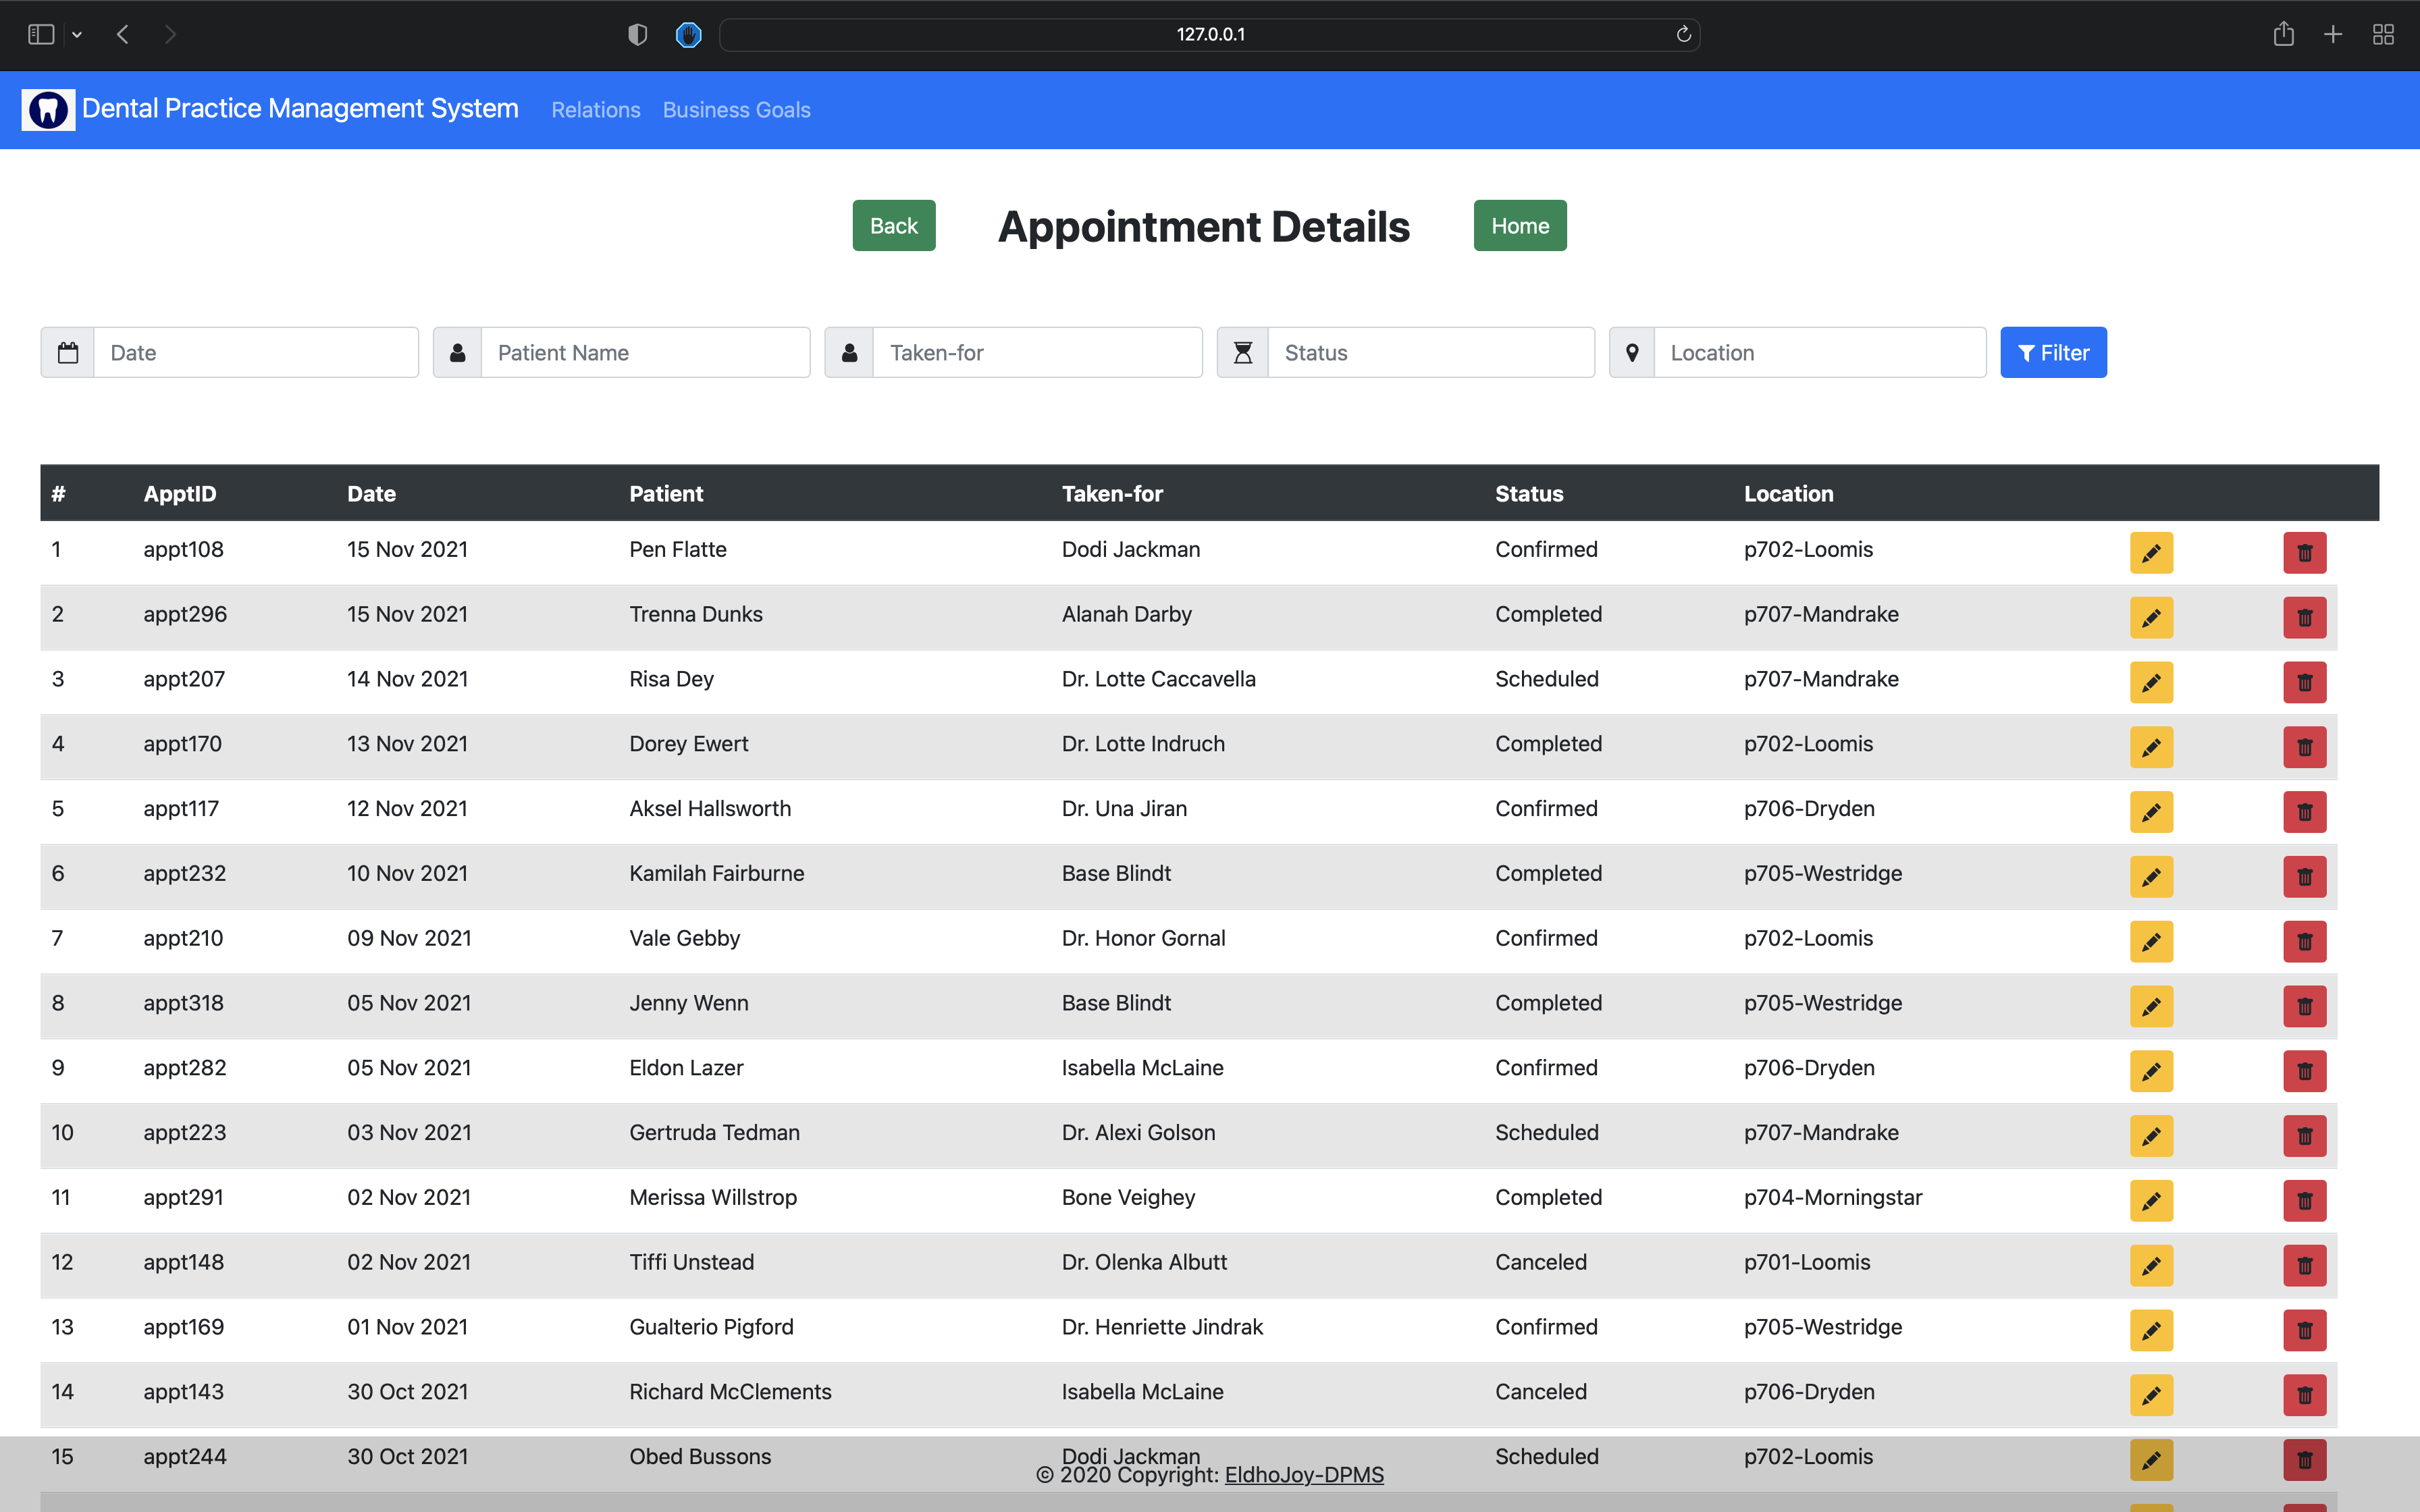 127.0.0.1
Dental Practice Management System Relations Business Goals
Back Appointment Details Home
Date Patient Name Taken-for Status Location Filter
# ApptID Date Patient Taken-for Status Location
1 appt108 15 Nov 2021 Pen Flatte Dodi Jackman Confirmed p702-Loomis
2 appt296 15 Nov 2021 Trenna Dunks Alanah Darby Completed p707-Mandrake
3 appt207 14 Nov 2021 Risa Dey Dr. Lotte Caccavella Scheduled p707-Mandrake
4 appt170 13 Nov 2021 Dorey Ewert Dr. Lotte Indruch Completed p702-Loomis
5 appt117 12 Nov 2021 Aksel Hallsworth Dr. Una Jiran Confirmed p706-Dryden
6 appt232 10 Nov 2021 Kamilah Fairburne Base Blindt Completed p705-Westridge
7 appt210 09 Nov 2021 Vale Gebby Dr. Honor Gornal Confirmed p702-Loomis
8 appt318 05 Nov 2021 Jenny Wenn Base Blindt Completed p705-Westridge
9 appt282 05 Nov 2021 Eldon Lazer Isabella McLaine Confirmed p706-Dryden
10 appt223 03 Nov 2021 Gertruda Tedman Dr. Alexi Golson Scheduled p707-Mandrake
11 appt291 02 Nov 2021 Merissa Willstrop Bone Veighey Completed p704-Morningstar
12 appt148 02 Nov 2021 Tiffi Unstead Dr. Olenka Albutt Canceled p701-Loomis
13 appt169 01 Nov 2021 Gualterio Pigford Dr. Henriette Jindrak Confirmed p705-Westridge
14 appt143 30 Oct 2021 Richard McClements Isabella McLaine Canceled p706-Dryden
15 appt244 30 Oct 2021 Obed Bussons Dodi Jackman Scheduled p702-Loomis
© 2020 Copyright: EldhoJoy-DPMS